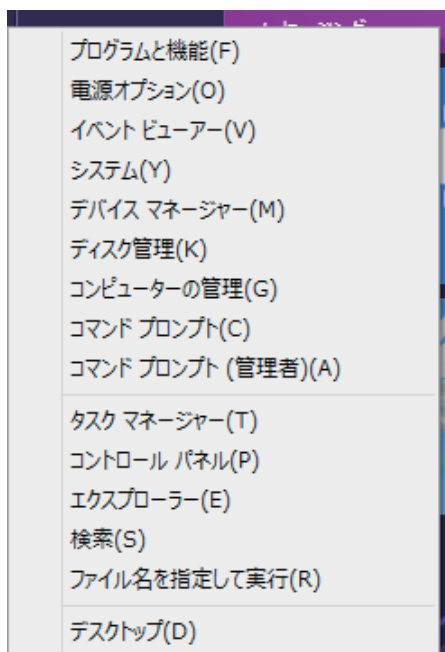 プログラムと機能(F)
電源オプション(O)
イベント ビューアー(V)
システム(Y)
デバイス マネージャー(M)
ディスク管理(K)
コンピューターの管理(G)
コマンド プロンプト(C)
コマンド プロンプト (管理者)(A)
タスク マネージャー(T)
コントロール パネル(P)
エクスプローラー(E)
検索(S)
ファイル名を指定して実行(R)
デスクトップ(D)